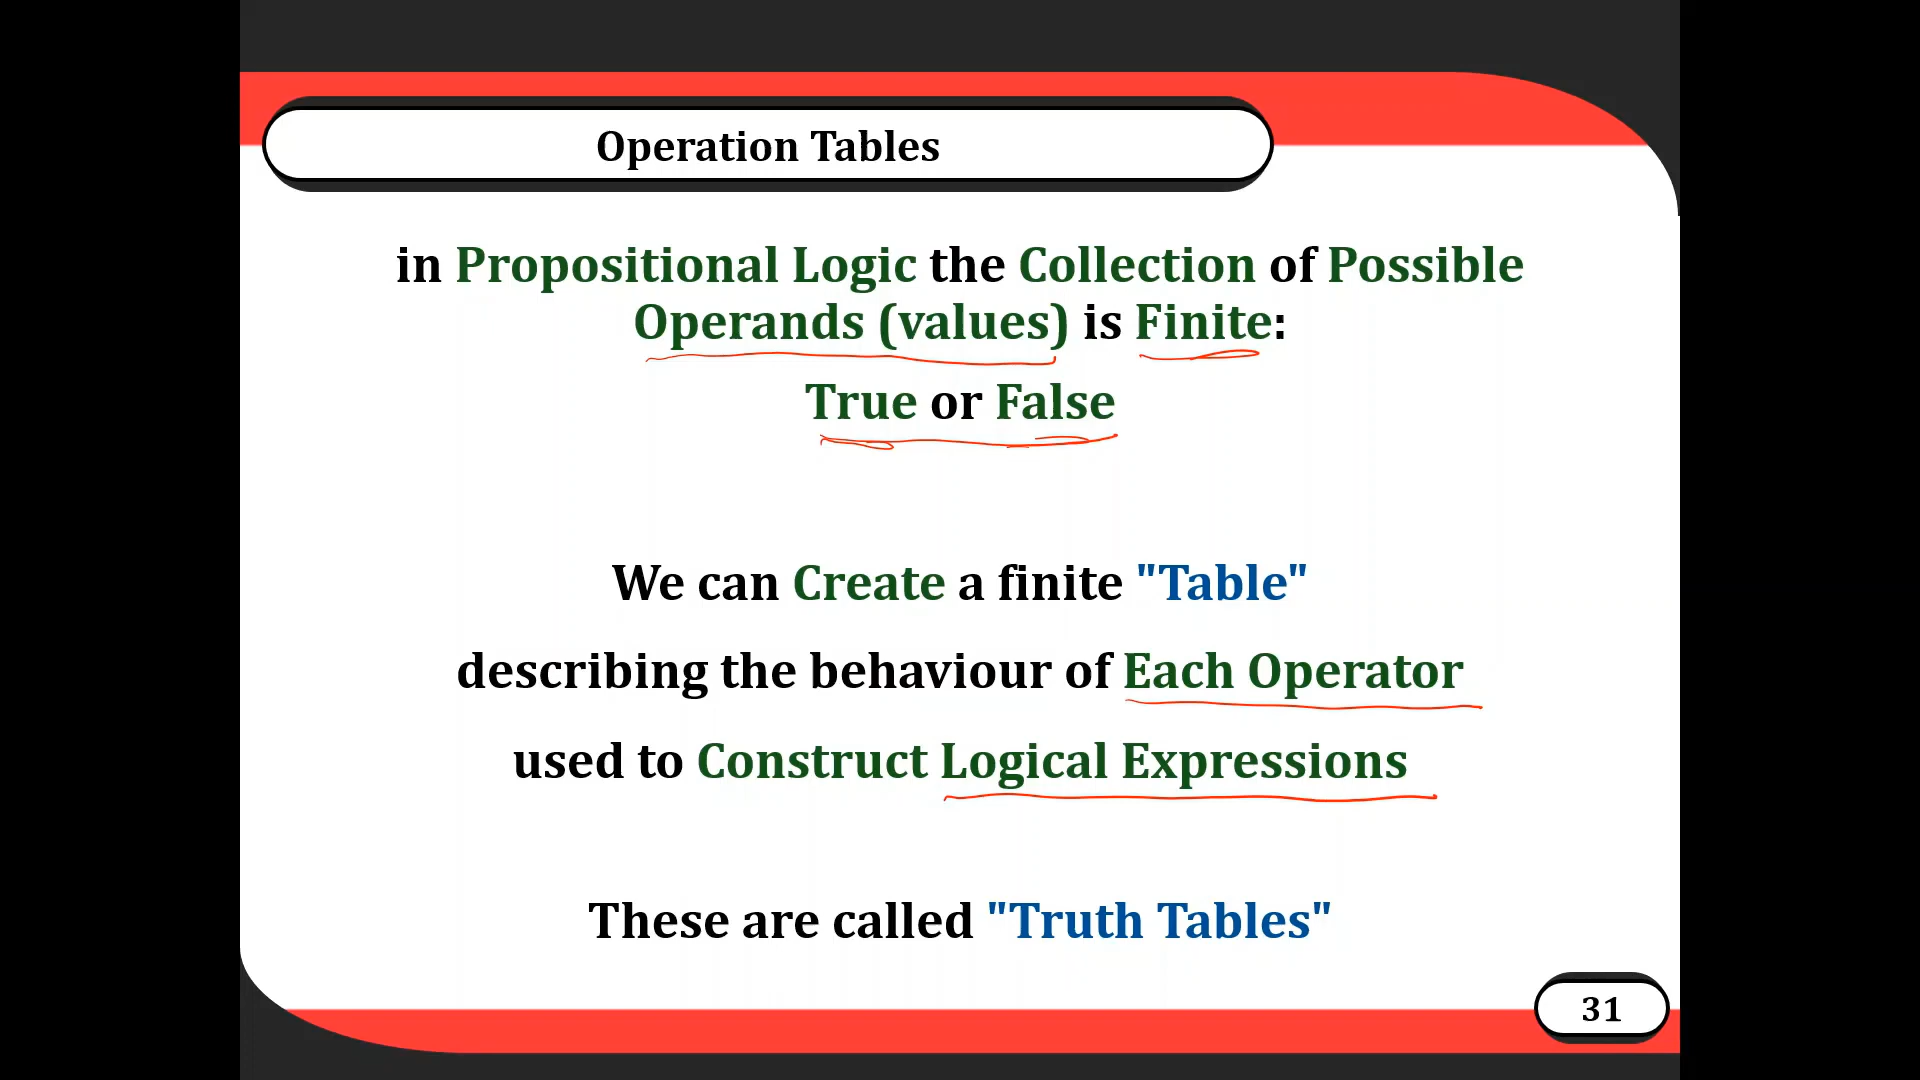 Operation Tables
in Propositional Logic the Collection of Possible
Operands (values) is Finite:
True or False
We can Create a finite "Table"
describing the behaviour of Each Operator
used to Construct Logical Expressions
These are called "Truth Tables"
31